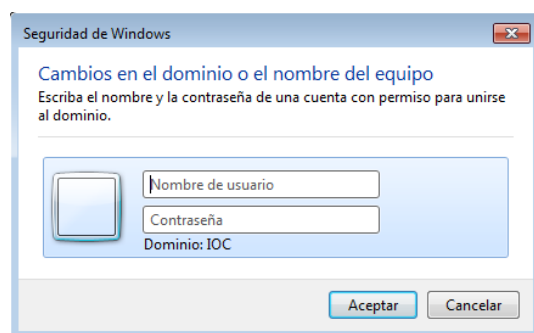 Seguridad de Windows
Cambios en el dominio o el nombre del equipo
Escriba el nombre y la contraseña de una cuenta con permiso para unirse
al dominio.
Nombre de usuario
Contraseña
Dominio: IOC
Aceptar Cancelar